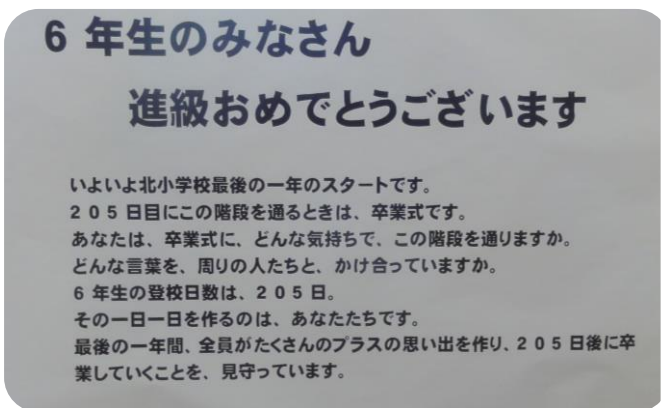 6 年生のみなさん
進級おめでとうございます
いよいよ北小学校最後の一年のスタートです。
２０５日目にこの階段を通るときは、卒業式です。
あなたは、卒業式に、どんな気持ちで、この階段を通りますか。
どんな言葉を、周りの人たちと、かけ合っていますか。
6 年生の登校日数は、２０５日。
その一日一日を作るのは、あなたたちです。
最後の一年間、全員がたくさんのプラスの思い出を作り、２０５日後に卒
業していくことを、見守っています。